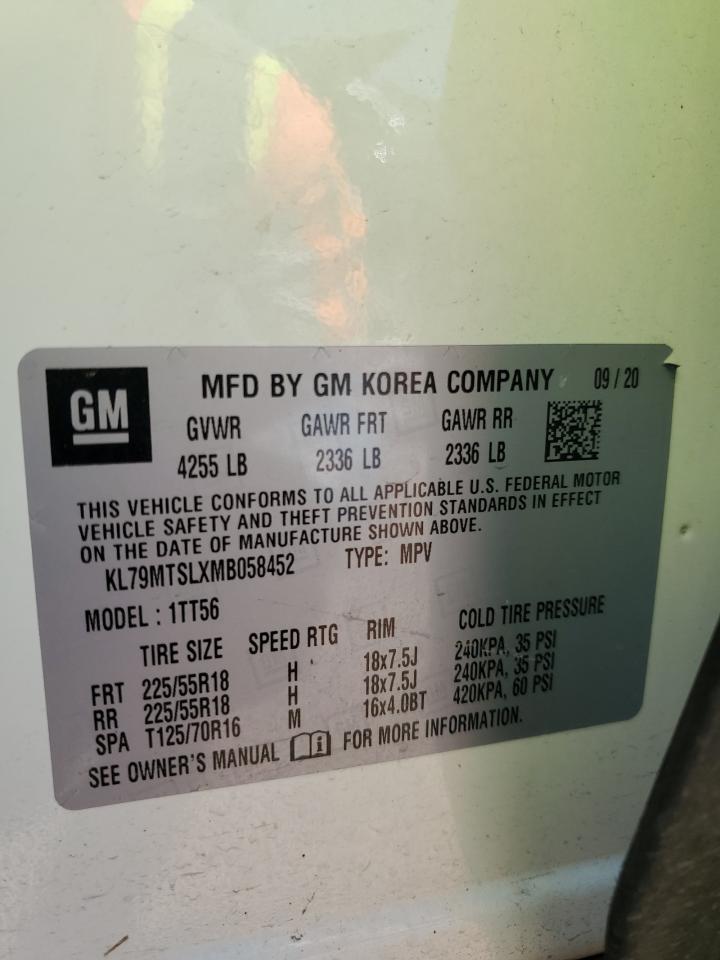 GM
MFD BY GM KOREA COMPANY 09 / 20
GVWR GAWR FRT GAWR RR
4255 LB 2336 LB 2336 LB
THIS VEHICLE CONFORMS TO ALL APPLICABLE U.S. FEDERAL MOTOR
VEHICLE SAFETY AND THEFT PREVENTION STANDARDS IN EFFECT
ON THE DATE OF MANUFACTURE SHOWN ABOVE.
KL79MTSLXMB058452 TYPE: MPV
MODEL : 1TT56
TIRE SIZE SPEED RTG RIM COLD TIRE PRESSURE
FRT 225/55R18 H 18x7.5J 240KPA, 35 PSI
RR 225/55R18 H 18x7.5J 240KPA, 35 PSI
SPA T125/70R16 M 16x4.0BT 420KPA, 60 PSI
SEE OWNER'S MANUAL FOR MORE INFORMATION.